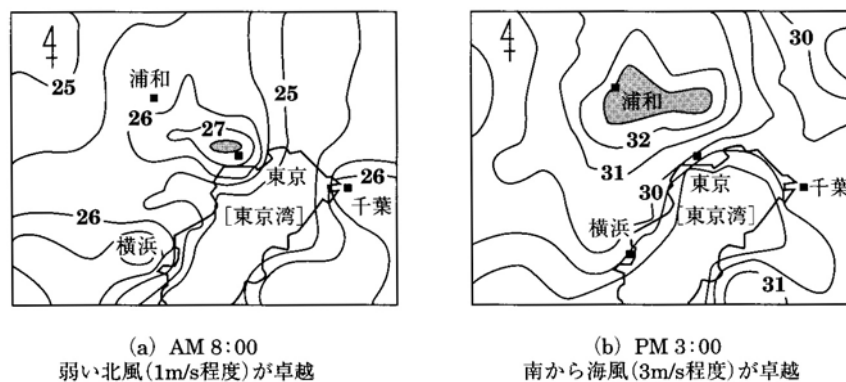 25
浦和
26
25
27
東京
26
千葉
26
[東京湾]
横浜
(a) AM 8:00
弱い北風(1m/s程度)が卓越
30
浦和
32
31
30
東京
千葉
[東京湾]
横浜
31
(b) PM 3:00
南から海風(3m/s程度)が卓越